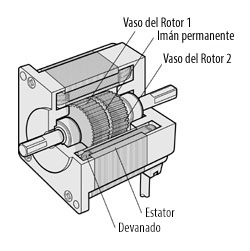 Vaso del Rotor 1
Imán permanente
Vaso del Rotor 2
Estator
Devanado